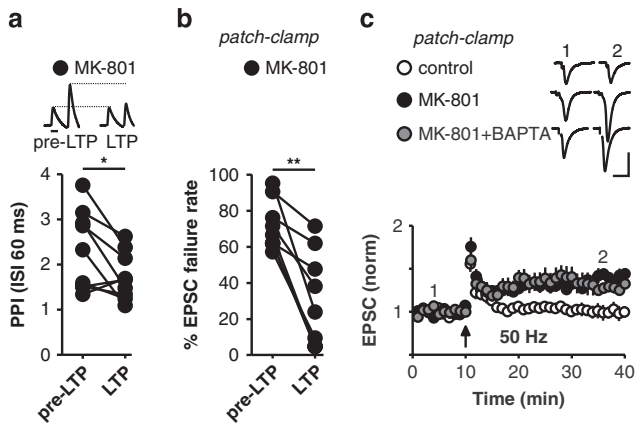 a
MK-801
pre-LTP LTP
*
PPI (ISI 60 ms)
4
3
2
1
0
pre-LTP
LTP
b
patch-clamp
MK-801
**
% EPSC failure rate
100
80
60
40
20
0
pre-LTP
LTP
c
patch-clamp
1 2
control
MK-801
MK-801+BAPTA
EPSC (norm)
2
1
1
2
50 Hz
0 10 20 30 40
Time (min)